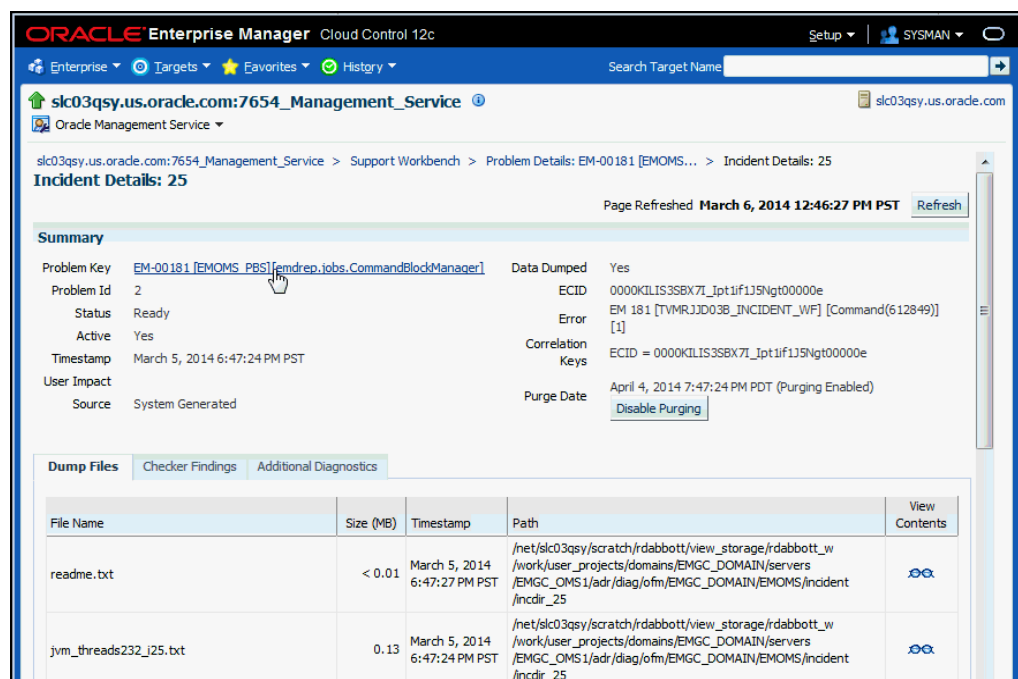 ORACLE Enterprise Manager Cloud Control 12c
Setup SYSMAN
Enterprise Targets Favorites History
Search Target Name
slc03qsy.us.oracle.com:7654_Management_Service
slc03qsy.us.oracle.com
Oracle Management Service
slc03qsy.us.oracle.com:7654_Management_Service > Support Workbench > Problem Details: EM-00181 [EMOMS... > Incident Details: 25
Incident Details: 25
Page Refreshed March 6, 2014 12:46:27 PM PST Refresh
Summary
Problem Key EM-00181 [EMOMS_PBS][emdrep.jobs.CommandBlockManager]
Problem Id 2
Status Ready
Active Yes
Timestamp March 5, 2014 6:47:24 PM PST
User Impact
Source System Generated
Data Dumped Yes
ECID 0000KILIS3SBX7I_Ipt1if1J5Ngt00000e
Error EM 181 [TVMRJJD03B_INCIDENT_WF] [Command(612849)]
[1]
Correlation
Keys
ECID = 0000KILIS3SBX7I_Ipt1if1J5Ngt00000e
Purge Date April 4, 2014 7:47:24 PM PDT (Purging Enabled)
Disable Purging
Dump Files Checker Findings Additional Diagnostics
File Name Size (MB) Timestamp Path View
Contents
readme.txt < 0.01 March 5, 2014
6:47:27 PM PST
/net/slc03qsy/scratch/rdabbott/view_storage/rdabbott_w
/work/user_projects/domains/EMGC_DOMAIN/servers
/EMGC_OMS1/adr/diag/ofm/EMGC_DOMAIN/EMOMS/incident
/incdir_25
jvm_threads232_i25.txt 0.13 March 5, 2014
6:47:24 PM PST
/net/slc03qsy/scratch/rdabbott/view_storage/rdabbott_w
/work/user_projects/domains/EMGC_DOMAIN/servers
/EMGC_OMS1/adr/diag/ofm/EMGC_DOMAIN/EMOMS/incident
/incdir_25